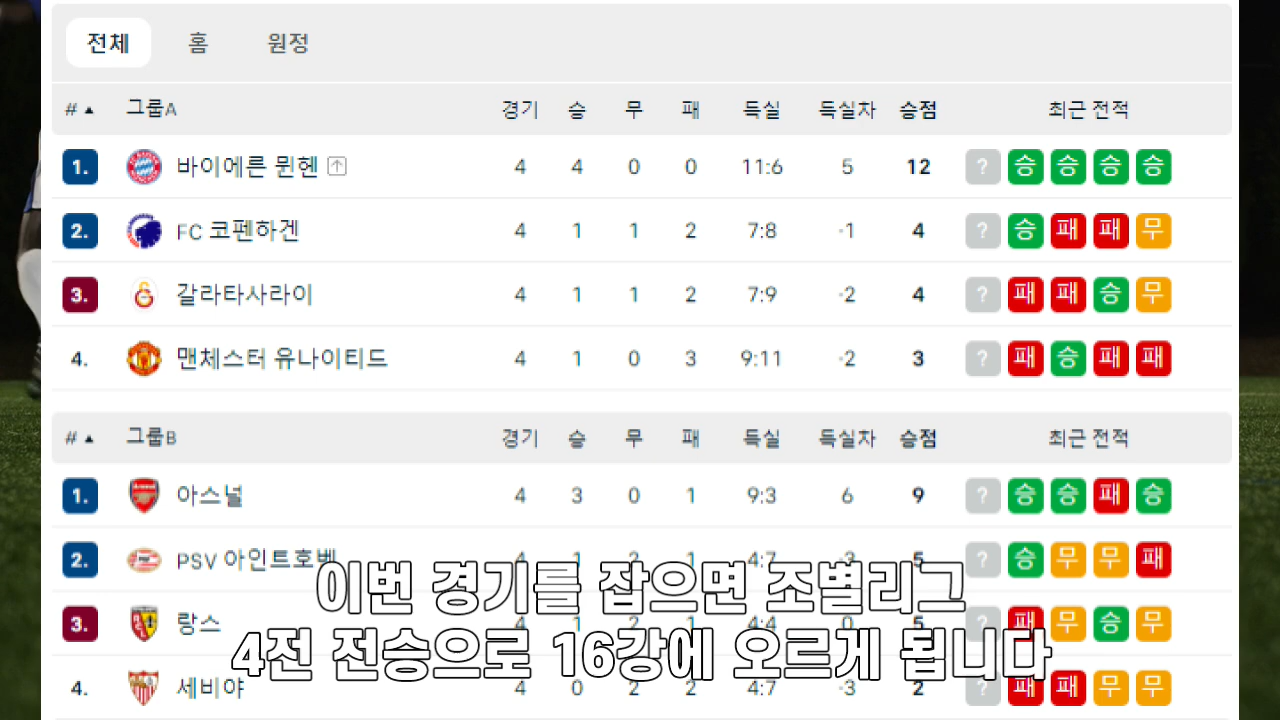 전체 홈 원정
# ▲ 그룹A 경기 승 무 패 득실 득실차 승점 최근 전적
1. 바이에른 뮌헨 4 4 0 0 11:6 5 12 ? 승 승 승 승
2. FC 코펜하겐 4 1 1 2 7:8 -1 4 ? 승 패 패 무
3. 갈라타사라이 4 1 1 2 7:9 -2 4 ? 패 패 승 무
4. 맨체스터 유나이티드 4 1 0 3 9:11 -2 3 ? 패 승 패 패
# ▲ 그룹B 경기 승 무 패 득실 득실차 승점 최근 전적
1. 아스널 4 3 0 1 9:3 6 9 ? 승 승 패 승
2. PSV 아인트호벤 4 1 2 1 4:7 -3 5 ? 승 무 무 패
이번 경기를 잡으면 조별리그
3. 랑스 4 1 2 1 4:4 0 5 ? 패 무 승 무
4전 전승으로 16강에 오르게 됩니다
4. 세비야 4 0 2 2 4:7 -3 2 ? 패 패 무 무